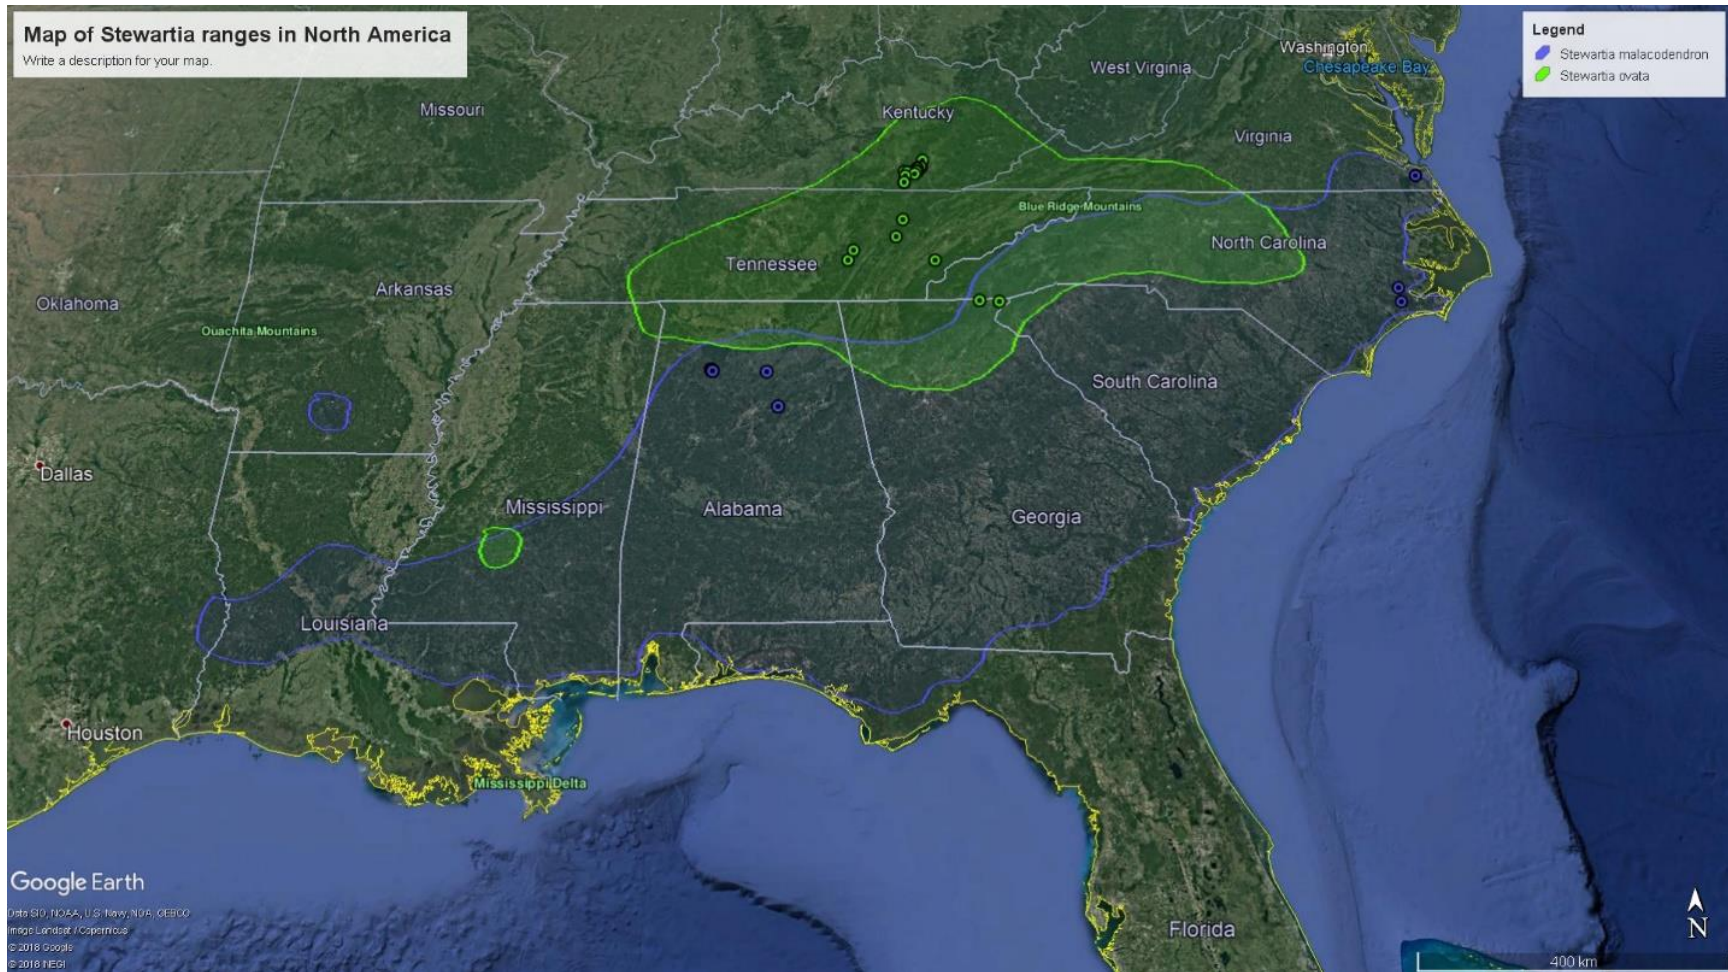 Map of Stewartia ranges in North America
Write a description for your map.
Legend
Stewartia malacodendron
Stewartia ovata
Washington
Chesapeake Bay
West Virginia
Missouri
Kentucky
Virginia
Blue Ridge Mountains
North Carolina
Tennessee
Arkansas
Oklahoma
Ouachita Mountains
South Carolina
Dallas
Mississippi
Alabama
Georgia
Louisiana
Houston
Mississippi Delta
Google Earth
Data SIO, NOAA, U.S. Navy, NGA, GEBCO
Image Landsat / Copernicus
© 2018 Google
© 2018 INEGI
Florida
N
400 km